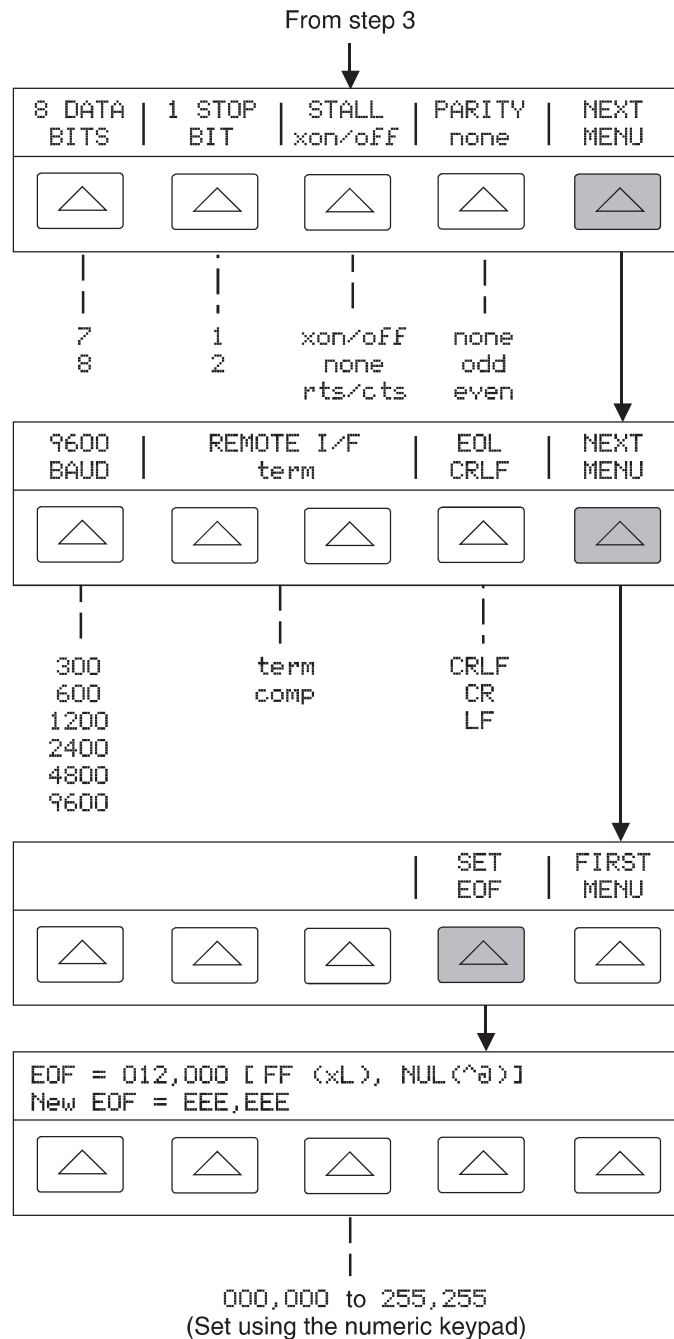 From step 3
8 DATA | 1 STOP | STALL | PARITY | NEXT
BITS | BIT | xon/off | none | MENU
7 1 xon/off none
8 2 none odd
rts/cts even
9600 | REMOTE I/F | EOL | NEXT
BAUD | term | CRLF | MENU
300 term CRLF
600 comp CR
1200 LF
2400
4800
9600
| SET | FIRST
EOF MENU
EOF = 012,000 [FF (xL), NUL(^@)]
New EOF = EEE,EEE
000,000 to 255,255
(Set using the numeric keypad)